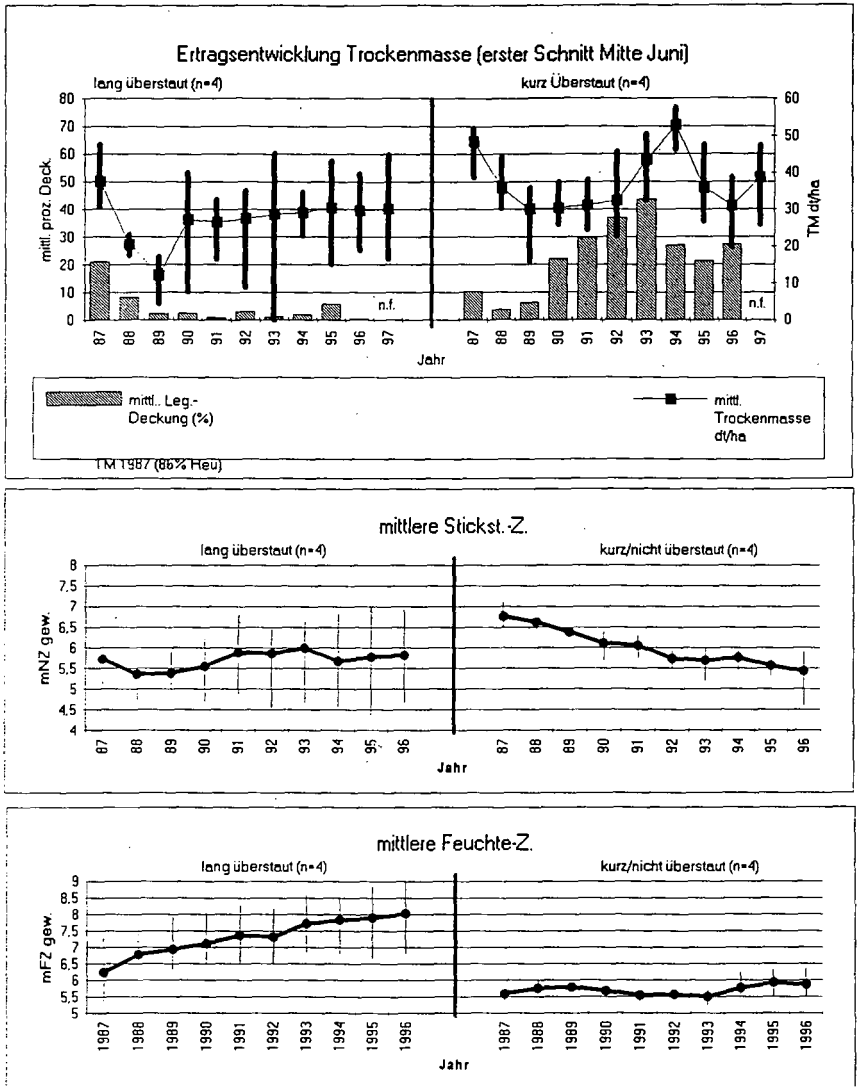 Ertragsentwicklung Trockenmasse (erster Schnitt Mitte Juni)
lang überstaut (n=4)
kurz Überstaut (n=4)
mittl. proz. Deck.
80
70
60
50
40
30
20
10
0
60
50
40
30
20
10
0
TM dt/ha
n.f.
n.f.
87 88 89 90 91 92 93 94 95 96 97
87 88 89 90 91 92 93 94 95 96 97
Jahr
mittl.. Leg.-
Deckung (%)
mittl.
Trockenmasse
dt/ha
TM 1987 (86% Heu)
mittlere Stickst.-Z.
lang überstaut (n=4)
kurz/nicht überstaut (n=4)
mNZ gew.
8
7.5
7
6.5
6
5.5
5
4.5
4
87 88 89 90 91 92 93 94 95 96
87 88 89 90 91 92 93 94 95 96
Jahr
mittlere Feuchte-Z.
lang überstaut (n=4)
kurz/nicht überstaut (n=4)
mFZ gew.
9
8.5
8
7.5
7
6.5
6
5.5
5
1987 1988 1989 1990 1991 1992 1993 1994 1995 1996
1987 1988 1989 1990 1991 1992 1993 1994 1995 1996
Jahr